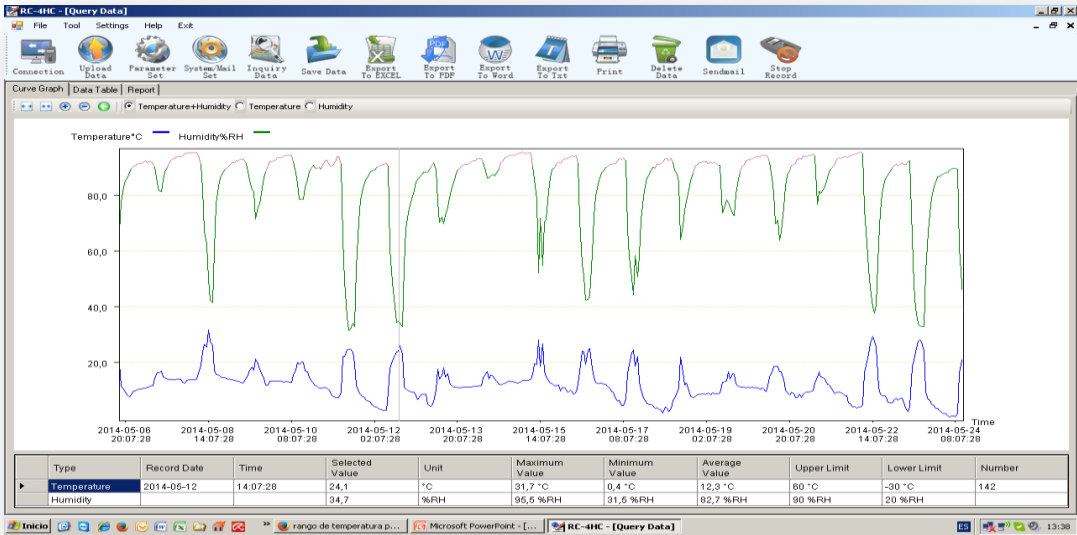 RC-4HC - [Query Data]
File Tool Settings Help Exit
Connection Upload Data Parameter Set System/Mail Set Inquiry Data Save Data Export To EXCEL Export To PDF Export To Word Export To Txt Print Delete Data Sendmail Stop Record
Curve Graph Data Table Report
Temperature+Humidity Temperature Humidity
Temperature°C Humidity%RH
80,0
60,0
40,0
20,0
Time
2014-05-06 2014-05-08 2014-05-10 2014-05-12 2014-05-13 2014-05-15 2014-05-17 2014-05-19 2014-05-20 2014-05-22 2014-05-24
20:07:28 14:07:28 08:07:28 02:07:28 20:07:28 14:07:28 08:07:28 02:07:28 20:07:28 14:07:28 08:07:28
Type Record Date Time Selected Value Unit Maximum Value Minimum Value Average Value Upper Limit Lower Limit Number
Temperature 2014-05-12 14:07:28 24,1 °C 31,7 °C 0,4 °C 12,3 °C 60 °C -30 °C 142
Humidity 34,7 %RH 95,5 %RH 31,5 %RH 82,7 %RH 90 %RH 20 %RH
Inicio » rango de temperatura p... Microsoft PowerPoint - [... RC-4HC - [Query Data] ES 13:38